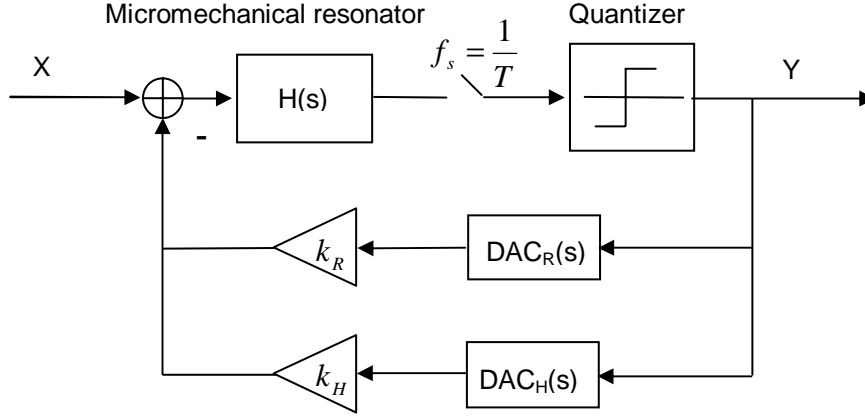 Micromechanical resonator
Quantizer
X
H(s)
f_s = 1/T
Y
-
k_R
DAC_R(s)
k_H
DAC_H(s)